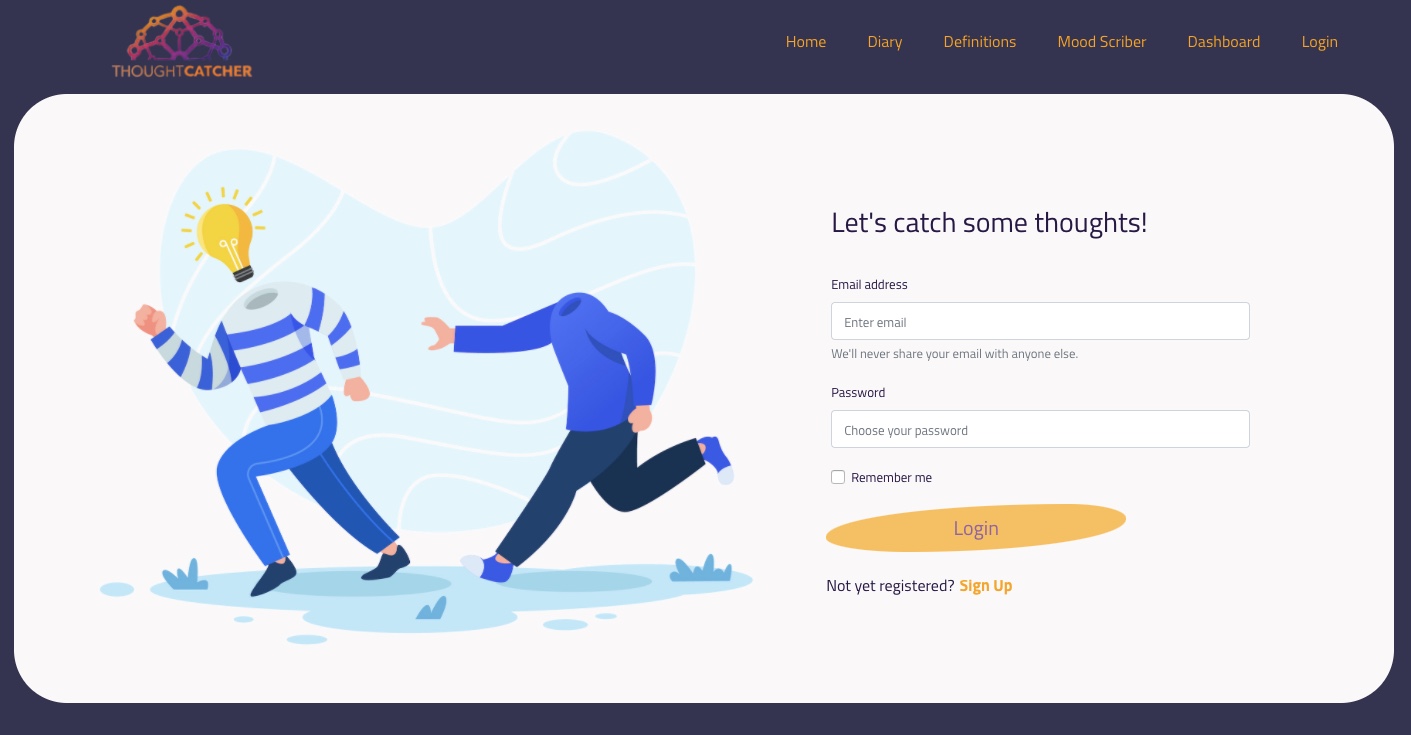 THOUGHTCATCHER
Home Diary Definitions Mood Scriber Dashboard Login
Let's catch some thoughts!
Email address
Enter email
We'll never share your email with anyone else.
Password
Choose your password
Remember me
Login
Not yet registered? Sign Up